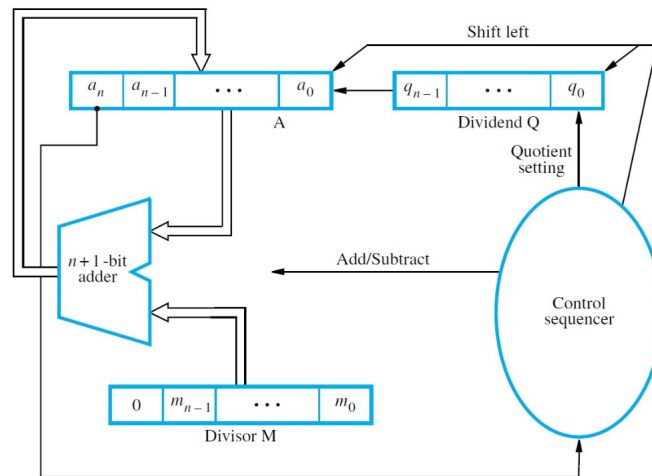 Shift left
a_n a_{n-1} ... a_0
q_{n-1} ... q_0
A
Dividend Q
Quotient
setting
n + 1 -bit
adder
Add/Subtract
Control
sequencer
0 m_{n-1} ... m_0
Divisor M